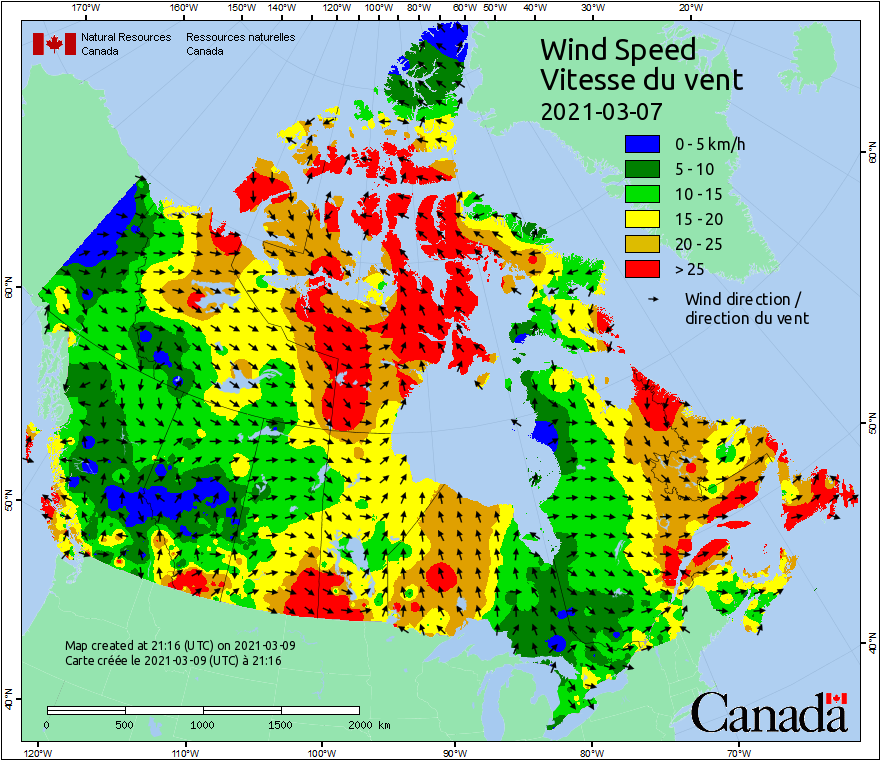 170°W 160°W 150°W 140°W 120°W 100°W 80°W 60°W 50°W 40°W 30°W 20°W
Natural Resources Ressources naturelles
Canada Canada
Wind Speed
Vitesse du vent
2021-03-07
0 - 5 km/h
5 - 10
10 - 15
15 - 20
20 - 25
> 25
Wind direction /
direction du vent
60°N
60°N
50°N
50°N
40°N
40°N
Map created at 21:16 (UTC) on 2021-03-09
Carte créée le 2021-03-09 (UTC) à 21:16
0 500 1000 1500 2000 km
Canada
120°W 110°W 100°W 90°W 80°W 70°W